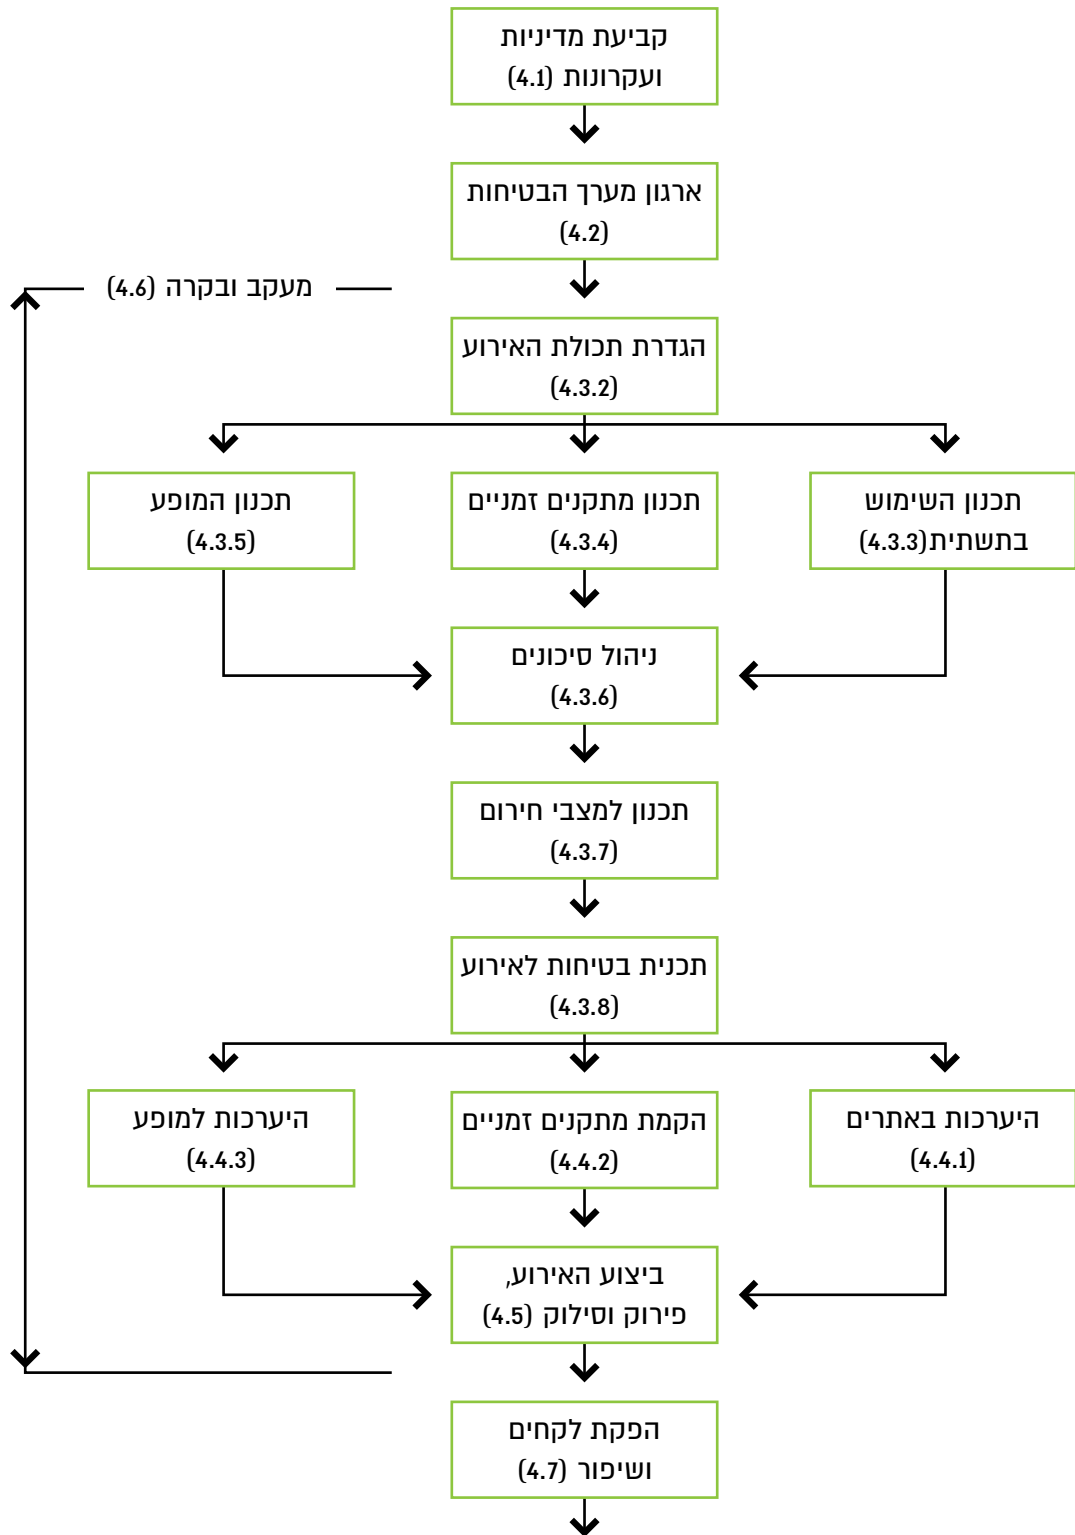 קביעת מדיניות
ועקרונות (4.1)
ארגון מערך הבטיחות
(4.2)
מעקב ובקרה (4.6)
הגדרת תכולת האירוע
(4.3.2)
תכנון השימוש
בתשתית(4.3.3)
תכנון מתקנים זמניים
(4.3.4)
תכנון המופע
(4.3.5)
ניהול סיכונים
(4.3.6)
תכנון למצבי חירום
(4.3.7)
תכנית בטיחות לאירוע
(4.3.8)
היערכות באתרים
(4.4.1)
הקמת מתקנים זמניים
(4.4.2)
היערכות למופע
(4.4.3)
ביצוע האירוע,
פירוק וסילוק (4.5)
הפקת לקחים
ושיפור (4.7)